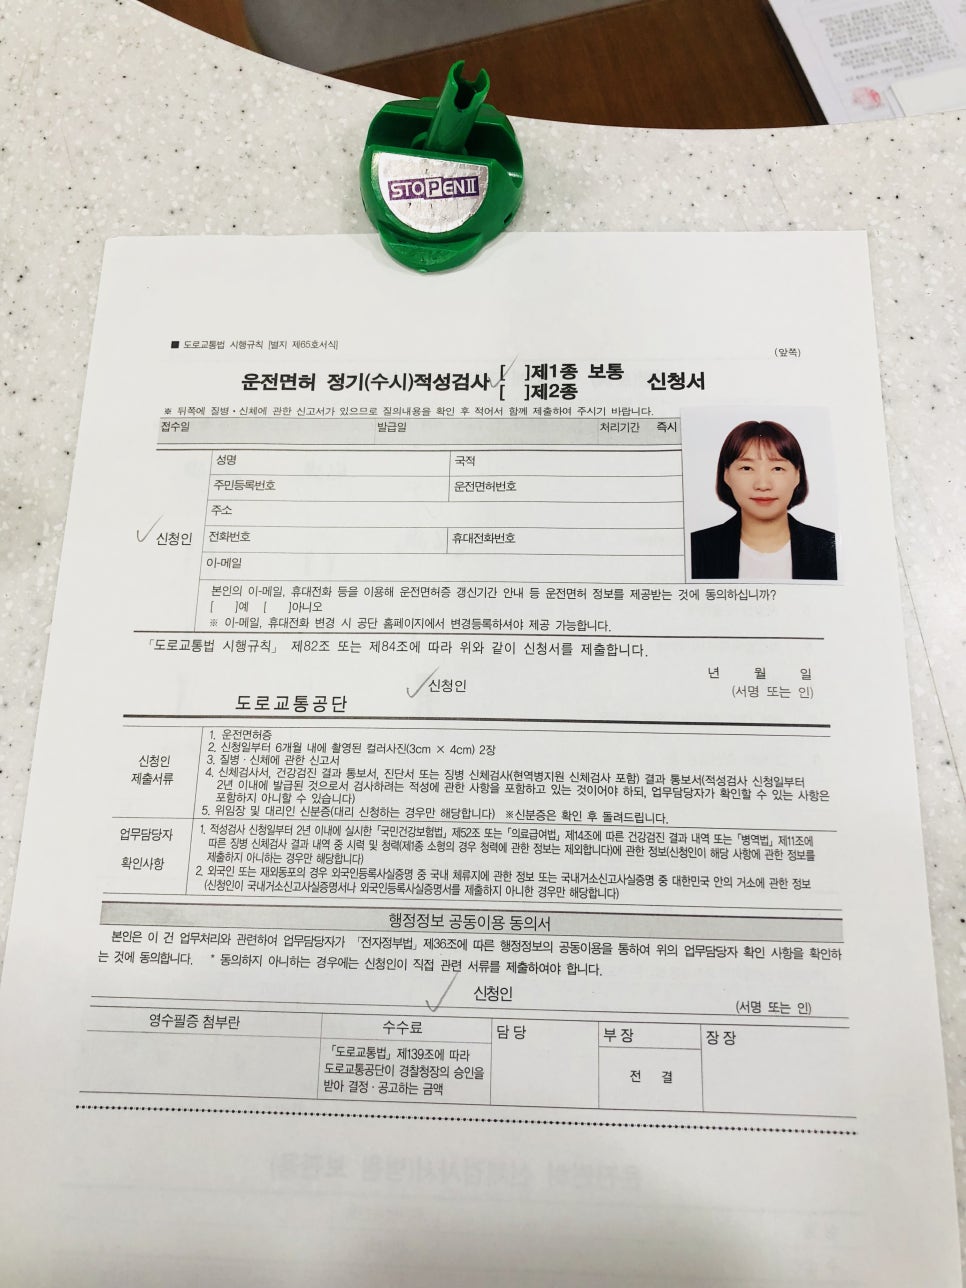 STOPENⅡ
■ 도로교통법 시행규칙 [별지 제65호서식]
(앞쪽)
운전면허 정기(수시)적성검사 [ ]제1종 보통 신청서
[ ]제2종
※ 뒤쪽에 질병·신체에 관한 신고서가 있으므로 질의내용을 확인 후 적어서 함께 제출하여 주시기 바랍니다.
접수일 발급일 처리기간 즉시
성명 국적
주민등록번호 운전면허번호
주소
신청인 전화번호 휴대전화번호
이-메일
본인의 이-메일, 휴대전화 등을 이용해 운전면허증 갱신기간 안내 등 운전면허 정보를 제공받는 것에 동의하십니까?
[ ]예 [ ]아니오
※ 이-메일, 휴대전화 변경 시 공단 홈페이지에서 변경등록하셔야 제공 가능합니다.
「도로교통법 시행규칙」 제82조 또는 제84조에 따라 위와 같이 신청서를 제출합니다.
년 월 일
신청인 (서명 또는 인)
도로교통공단
신청인
제출서류
1. 운전면허증
2. 신청일부터 6개월 내에 촬영된 컬러사진(3cm × 4cm) 2장
3. 질병·신체에 관한 신고서
4. 신체검사서, 건강검진 결과 통보서, 진단서 또는 징병 신체검사(현역병지원 신체검사 포함) 결과 통보서(적성검사 신청일부터
2년 이내에 발급된 것으로서 검사하려는 적성에 관한 사항을 포함하고 있는 것이어야 하되, 업무담당자가 확인할 수 있는 사항은
포함하지 아니할 수 있습니다)
5. 위임장 및 대리인 신분증(대리 신청하는 경우만 해당합니다) ※신분증은 확인 후 돌려드립니다.
업무담당자
확인사항
1. 적성검사 신청일부터 2년 이내에 실시한 「국민건강보험법」 제52조 또는 「의료급여법」 제14조에 따른 건강검진 결과 내역 또는 「병역법」 제11조에
따른 징병 신체검사 결과 내역 중 시력 및 청력(제1종 소형의 경우 청력에 관한 정보는 제외합니다)에 관한 정보(신청인이 해당 사항에 관한 정보를
제출하지 아니하는 경우만 해당합니다)
2. 외국인 또는 재외동포의 경우 외국인등록사실증명 중 국내 체류지에 관한 정보 또는 국내거소신고사실증명 중 대한민국 안의 거소에 관한 정보
(신청인이 국내거소신고사실증명서나 외국인등록사실증명서를 제출하지 아니한 경우만 해당합니다)
행정정보 공동이용 동의서
본인은 이 건 업무처리와 관련하여 업무담당자가 「전자정부법」 제36조에 따른 행정정보의 공동이용을 통하여 위의 업무담당자 확인 사항을 확인하
는 것에 동의합니다. * 동의하지 아니하는 경우에는 신청인이 직접 관련 서류를 제출하여야 합니다.
신청인 (서명 또는 인)
영수필증 첨부란 수수료 담당 부장 장장
「도로교통법」 제139조에 따라
도로교통공단이 경찰청장의 승인을
받아 결정·공고하는 금액
전 결